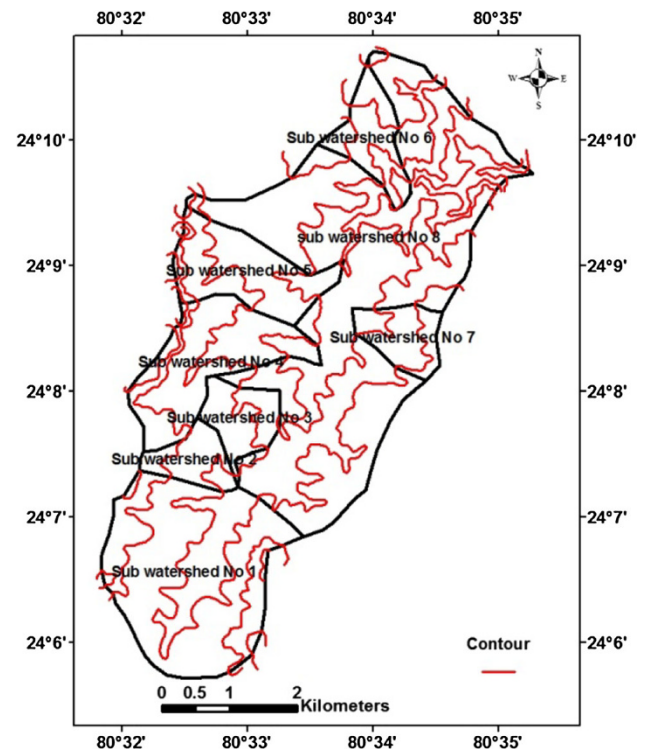 80°32' 80°33' 80°34' 80°35'
N
W E
S
24°10' Sub watershed No 6 24°10'
sub watershed No 8
24°9' Sub watershed No 5 24°9'
Sub watershed No 7
Sub watershed No 4
24°8' 24°8'
Sub watershed No 3
Sub watershed No 2
24°7' 24°7'
Sub watershed No 1
24°6' Contour 24°6'
0 0.5 1 2
Kilometers
80°32' 80°33' 80°34' 80°35'